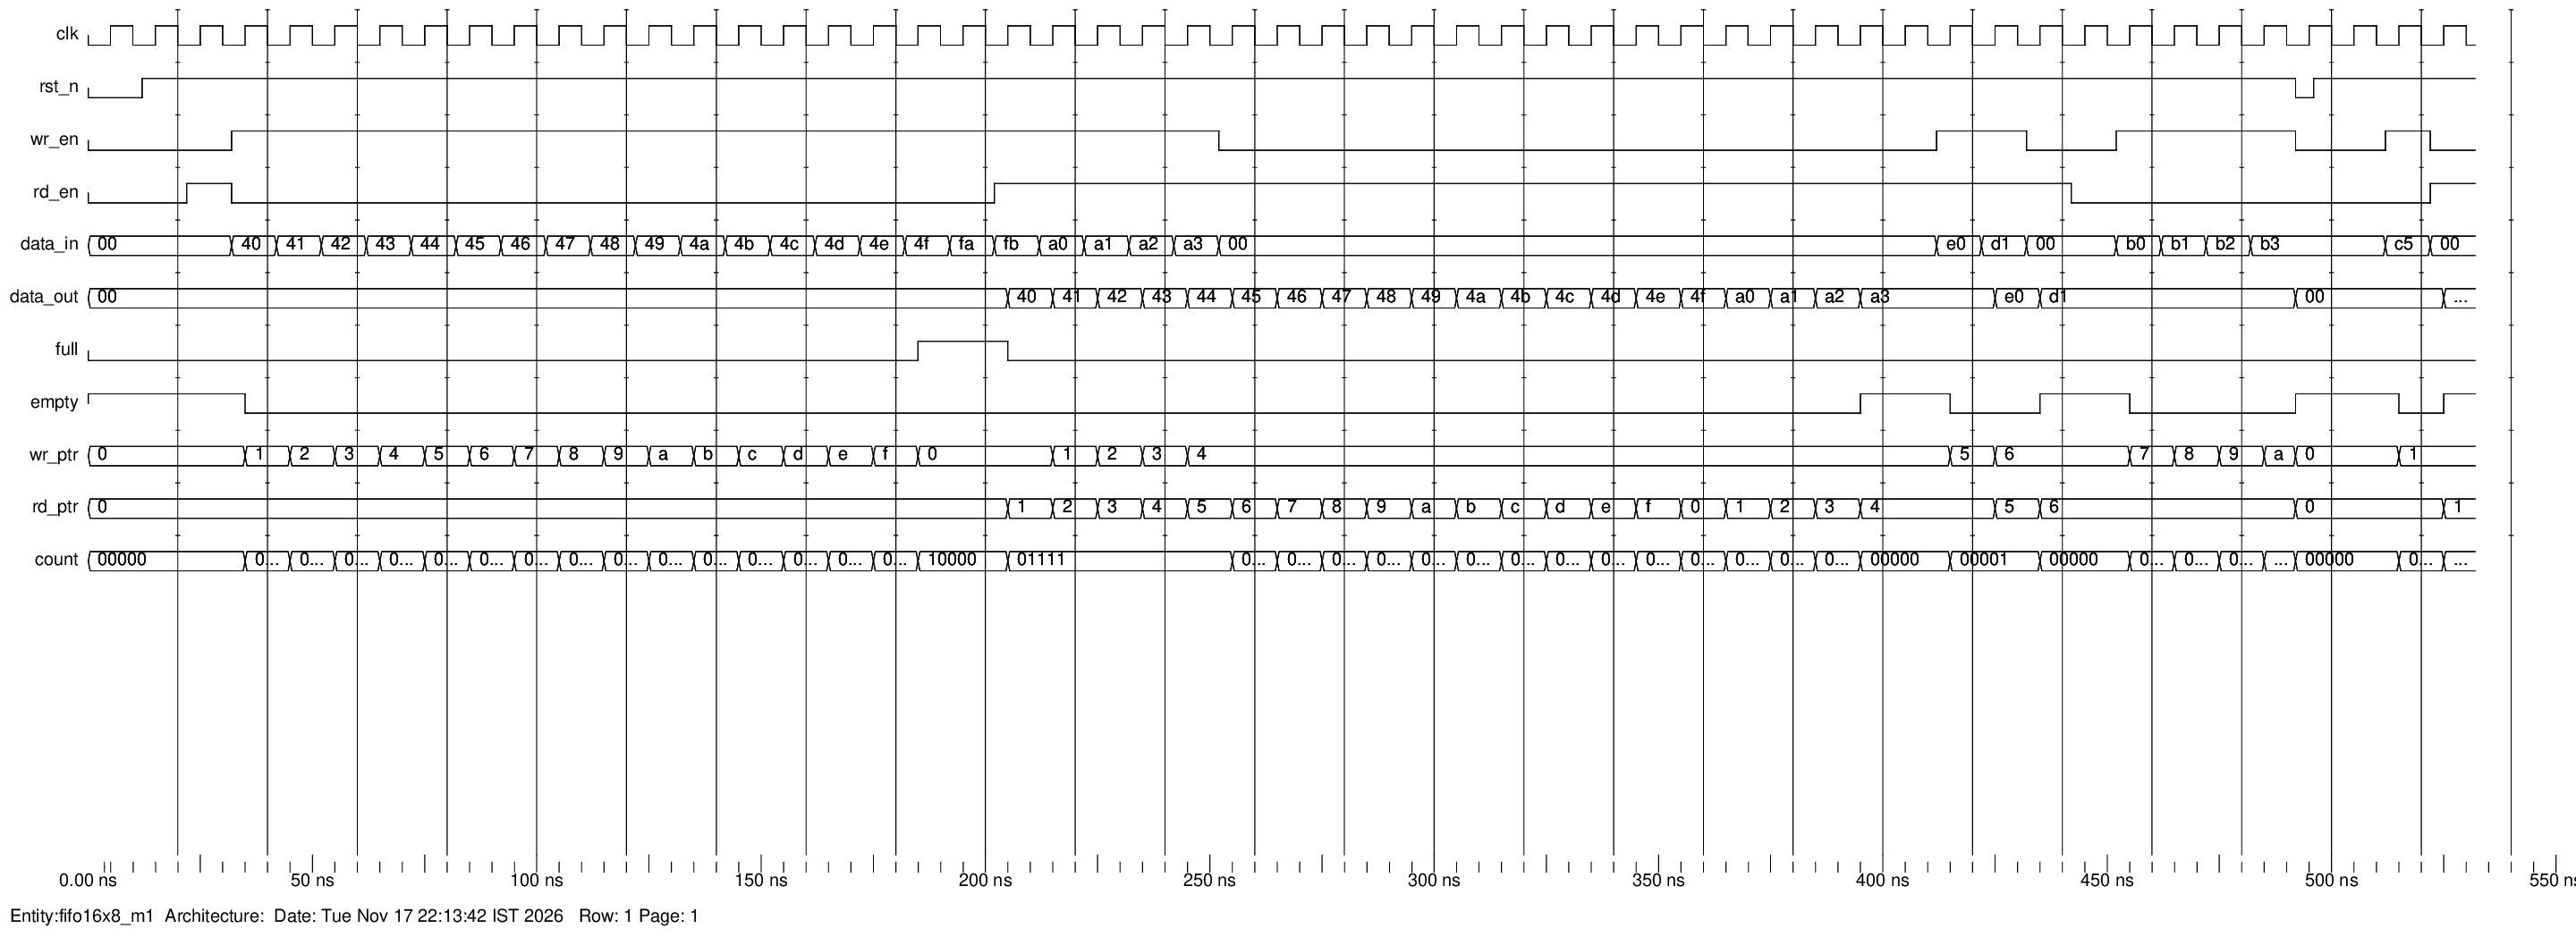 clk
rst_n
wr_en
rd_en
data_in 00 40 41 42 43 44 45 46 47 48 49 4a 4b 4c 4d 4e 4f fa fb a0 a1 a2 a3 00 e0 d1 00 b0 b1 b2 b3 c5 00
data_out 00 40 41 42 43 44 45 46 47 48 49 4a 4b 4c 4d 4e 4f a0 a1 a2 a3 e0 d1 00 ...
full
empty
wr_ptr 0 1 2 3 4 5 6 7 8 9 a b c d e f 0 1 2 3 4 5 6 7 8 9 a 0 1
rd_ptr 0 1 2 3 4 5 6 7 8 9 a b c d e f 0 1 2 3 4 5 6 0 1
count 00000 0... 0... 0... 0... 0... 0... 0... 0... 0... 0... 0... 0... 0... 0... 0... 10000 01111 0... 0... 0... 0... 0... 0... 0... 0... 0... 0... 0... 0... 0... 0... 00000 00001 00000 0... 0... 0... ... 00000 0... ...
0.00 ns 50 ns 100 ns 150 ns 200 ns 250 ns 300 ns 350 ns 400 ns 450 ns 500 ns 550 ns
Entity:fifo16x8_m1 Architecture: Date: Tue Nov 17 22:13:42 IST 2026 Row: 1 Page: 1